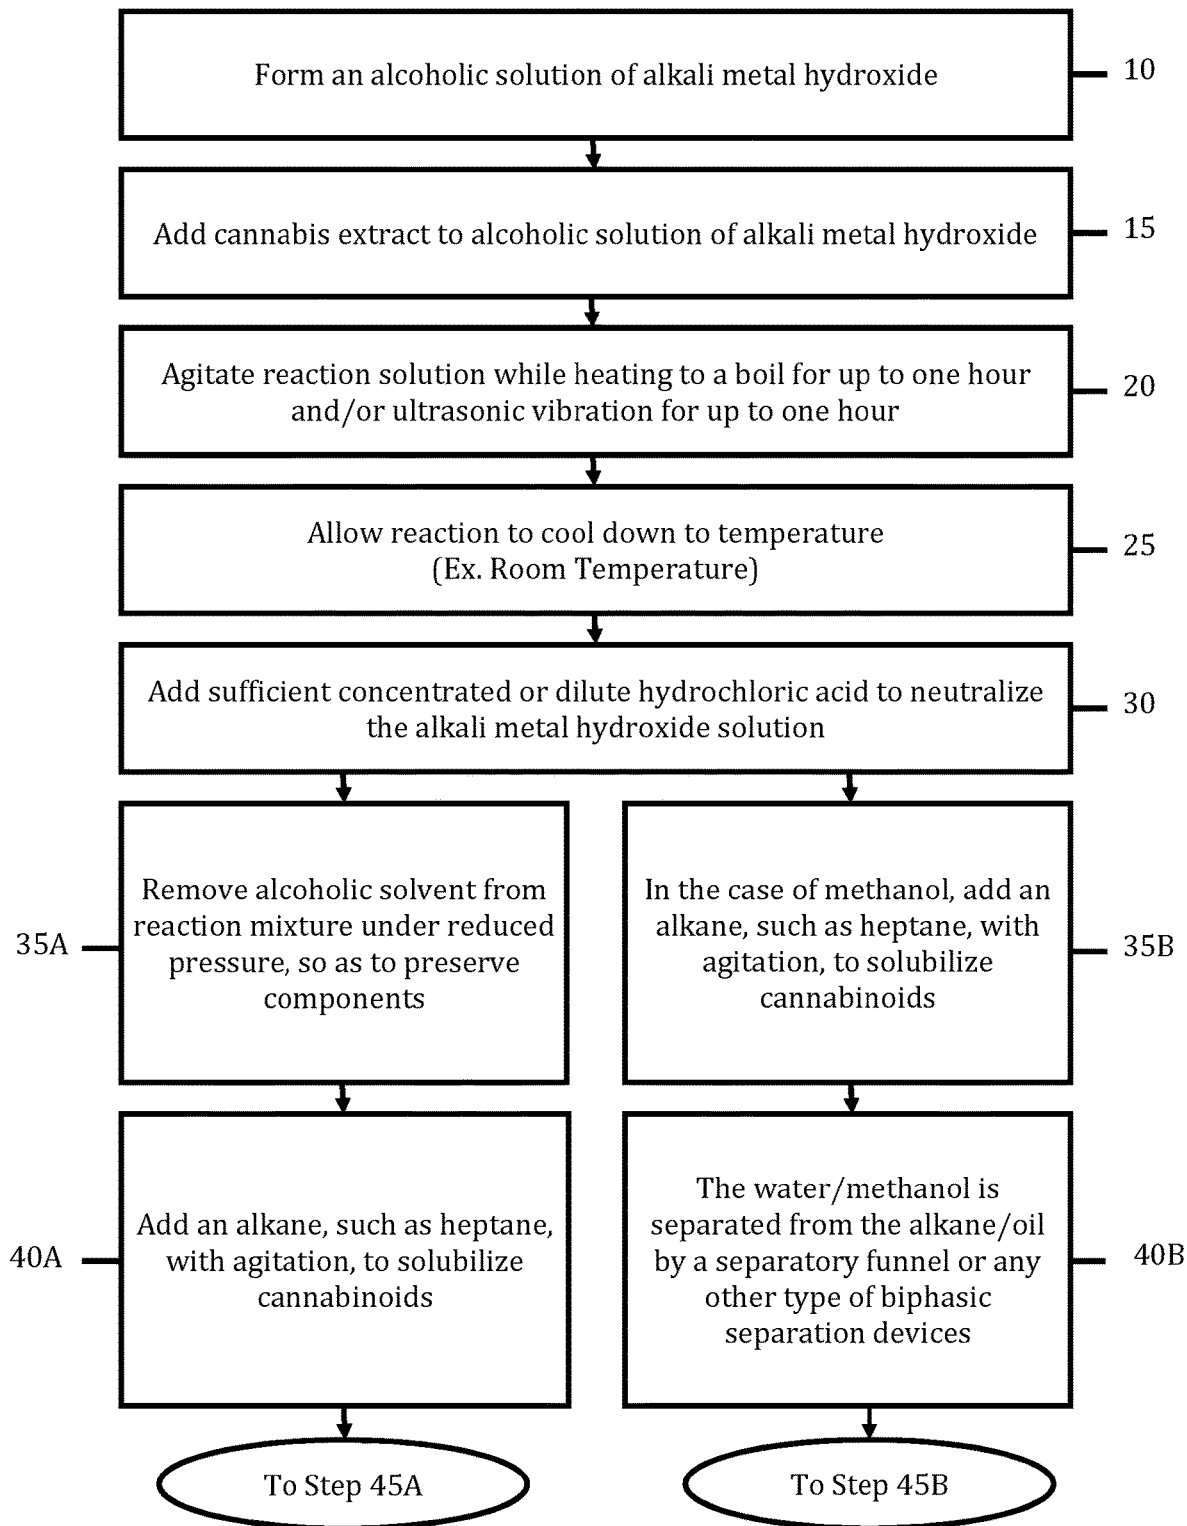 Form an alcoholic solution of alkali metal hydroxide
10
Add cannabis extract to alcoholic solution of alkali metal hydroxide
15
Agitate reaction solution while heating to a boil for up to one hour
and/or ultrasonic vibration for up to one hour
20
Allow reaction to cool down to temperature
(Ex. Room Temperature)
25
Add sufficient concentrated or dilute hydrochloric acid to neutralize
the alkali metal hydroxide solution
30
35A
Remove alcoholic solvent from
reaction mixture under reduced
pressure, so as to preserve
components
In the case of methanol, add an
alkane, such as heptane, with
agitation, to solubilize
cannabinoids
35B
40A
Add an alkane, such as heptane,
with agitation, to solubilize
cannabinoids
The water/methanol is
separated from the alkane/oil
by a separatory funnel or any
other type of biphasic
separation devices
40B
To Step 45A
To Step 45B